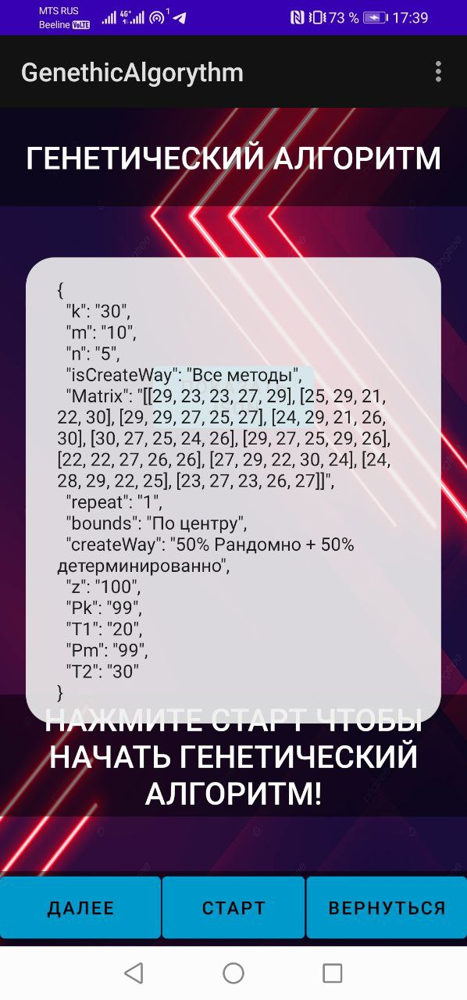 MTS RUS
Beeline VoLTE
4G+
1
73 %
17:39
GenethicAlgorythm
ГЕНЕТИЧЕСКИЙ АЛГОРИТМ
{
"k": "30",
"m": "10",
"n": "5",
"isCreateWay": "Все методы",
"Matrix": "[[29, 23, 23, 27, 29], [25, 29, 21,
22, 30], [29, 29, 27, 25, 27], [24, 29, 21, 26,
30], [30, 27, 25, 24, 26], [29, 27, 25, 29, 26],
[22, 22, 27, 26, 26], [27, 29, 22, 30, 24], [24,
28, 29, 22, 25], [23, 27, 23, 26, 27]]",
"repeat": "1",
"bounds": "По центру",
"createWay": "50% Рандомно + 50%
детерминированно",
"z": "100",
"Pk": "99",
"T1": "20",
"Pm": "99",
"T2": "30"
}
НАЖМИТЕ СТАРТ ЧТОБЫ
НАЧАТЬ ГЕНЕТИЧЕСКИЙ
АЛГОРИТМ!
ДАЛЕЕ
СТАРТ
ВЕРНУТЬСЯ